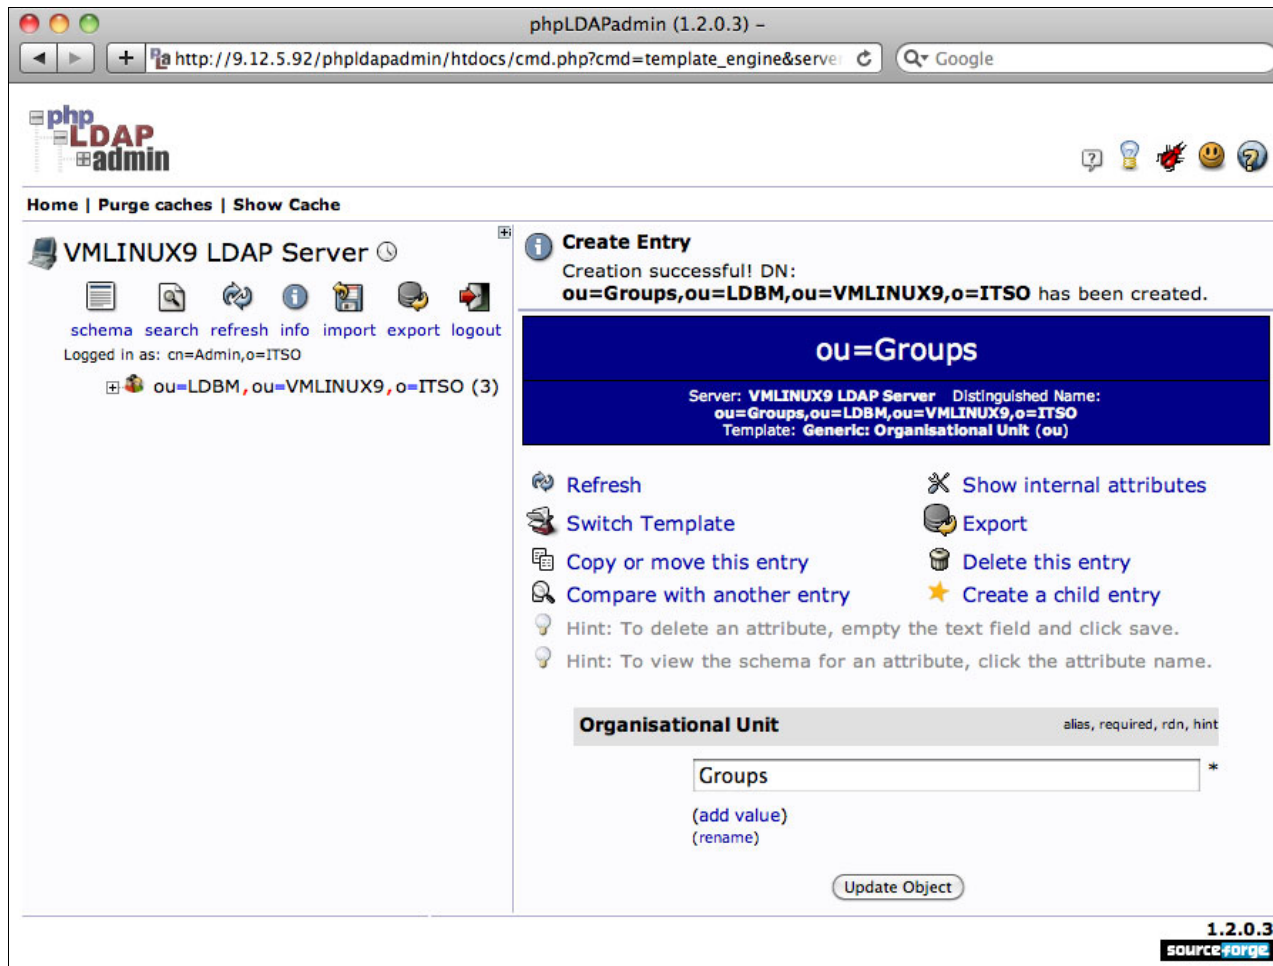 phpLDAPadmin (1.2.0.3) –
http://9.12.5.92/phpldapadmin/htdocs/cmd.php?cmd=template_engine&serve
Google
php
LDAP
admin
Home | Purge caches | Show Cache
VMLINUX9 LDAP Server
schema search refresh info import export logout
Logged in as: cn=Admin,o=ITSO
ou=LDBM,ou=VMLINUX9,o=ITSO (3)
Create Entry
Creation successful! DN:
ou=Groups,ou=LDBM,ou=VMLINUX9,o=ITSO has been created.
ou=Groups
Server: VMLINUX9 LDAP Server Distinguished Name:
ou=Groups,ou=LDBM,ou=VMLINUX9,o=ITSO
Template: Generic: Organisational Unit (ou)
Refresh Show internal attributes
Switch Template Export
Copy or move this entry Delete this entry
Compare with another entry Create a child entry
Hint: To delete an attribute, empty the text field and click save.
Hint: To view the schema for an attribute, click the attribute name.
Organisational Unit alias, required, rdn, hint
Groups *
(add value)
(rename)
Update Object
1.2.0.3
sourceforge